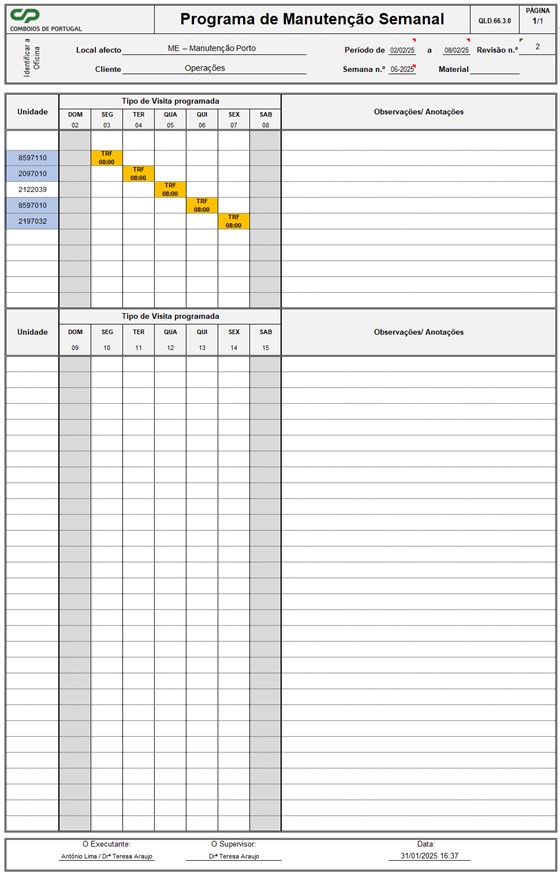 CP
COMBOIOS DE PORTUGAL
Programa de Manutenção Semanal
QLD.66.3.0
PÁGINA
1/1
Identificar a
Oficina
Local afecto ME – Manutenção Porto
Periodo de 02/02/25 a 08/02/25 Revisão n.º 2
Cliente Operações
Semana n.º 06-2025 Material
Unidade
Tipo de Visita programada
Observações/ Anotações
DOM SEG TER QUA QUI SEX SAB
02 03 04 05 06 07 08
8597110 TRF
08:00
2097010 TRF
08:00
2122039 TRF
08:00
8597010 TRF
08:00
2197032 TRF
08:00
Unidade
Tipo de Visita programada
Observações/ Anotações
DOM SEG TER QUA QUI SEX SAB
09 10 11 12 13 14 15
O Executante: O Supervisor: Data:
António Lima / Drª Teresa Araujo Drª Teresa Araujo 31/01/2025 16:37